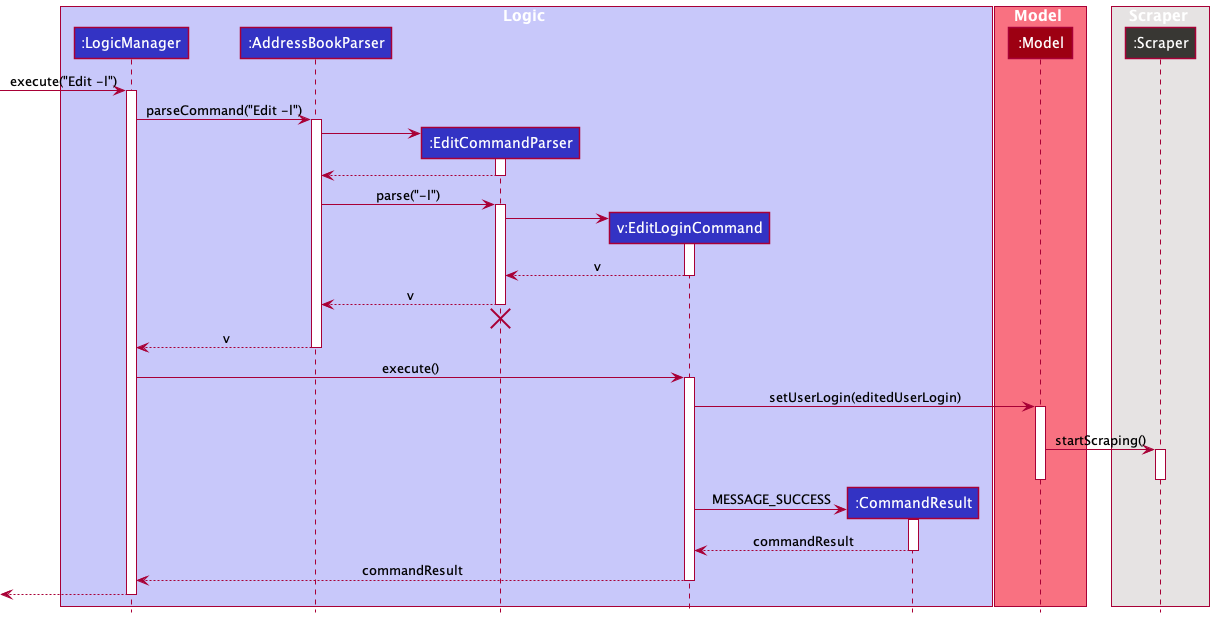 Logic
Model
Scraper
:LogicManager
:AddressBookParser
:Model
:Scraper
execute("Edit -l")
parseCommand("Edit -l")
:EditCommandParser
parse("-l")
v:EditLoginCommand
v
v
v
execute()
setUserLogin(editedUserLogin)
startScraping()
MESSAGE_SUCCESS
:CommandResult
commandResult
commandResult